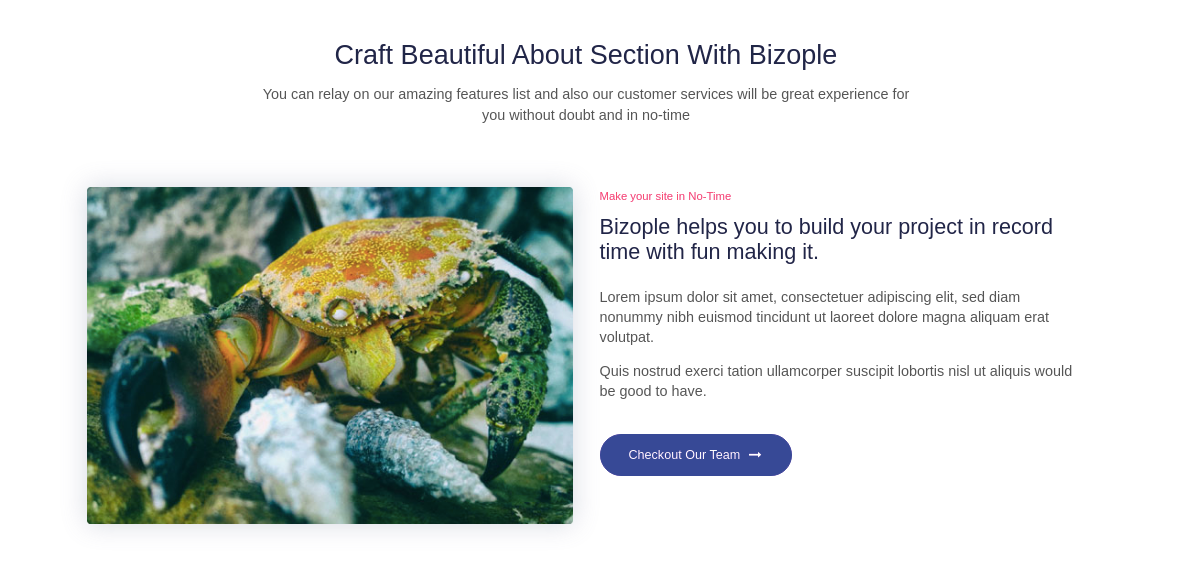 Craft Beautiful About Section With Bizople
You can relay on our amazing features list and also our customer services will be great experience for
you without doubt and in no-time
Make your site in No-Time
Bizople helps you to build your project in record
time with fun making it.
Lorem ipsum dolor sit amet, consectetuer adipiscing elit, sed diam
nonummy nibh euismod tincidunt ut laoreet dolore magna aliquam erat
volutpat.
Quis nostrud exerci tation ullamcorper suscipit lobortis nisl ut aliquis would
be good to have.
Checkout Our Team